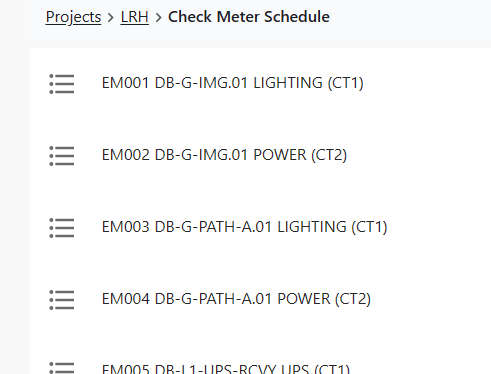 Projects > LRH > Check Meter Schedule
EM001 DB-G-IMG.01 LIGHTING (CT1)
EM002 DB-G-IMG.01 POWER (CT2)
EM003 DB-G-PATH-A.01 LIGHTING (CT1)
EM004 DB-G-PATH-A.01 POWER (CT2)
EM005 DB-L1-UPS-RCVY UPS (CT1)